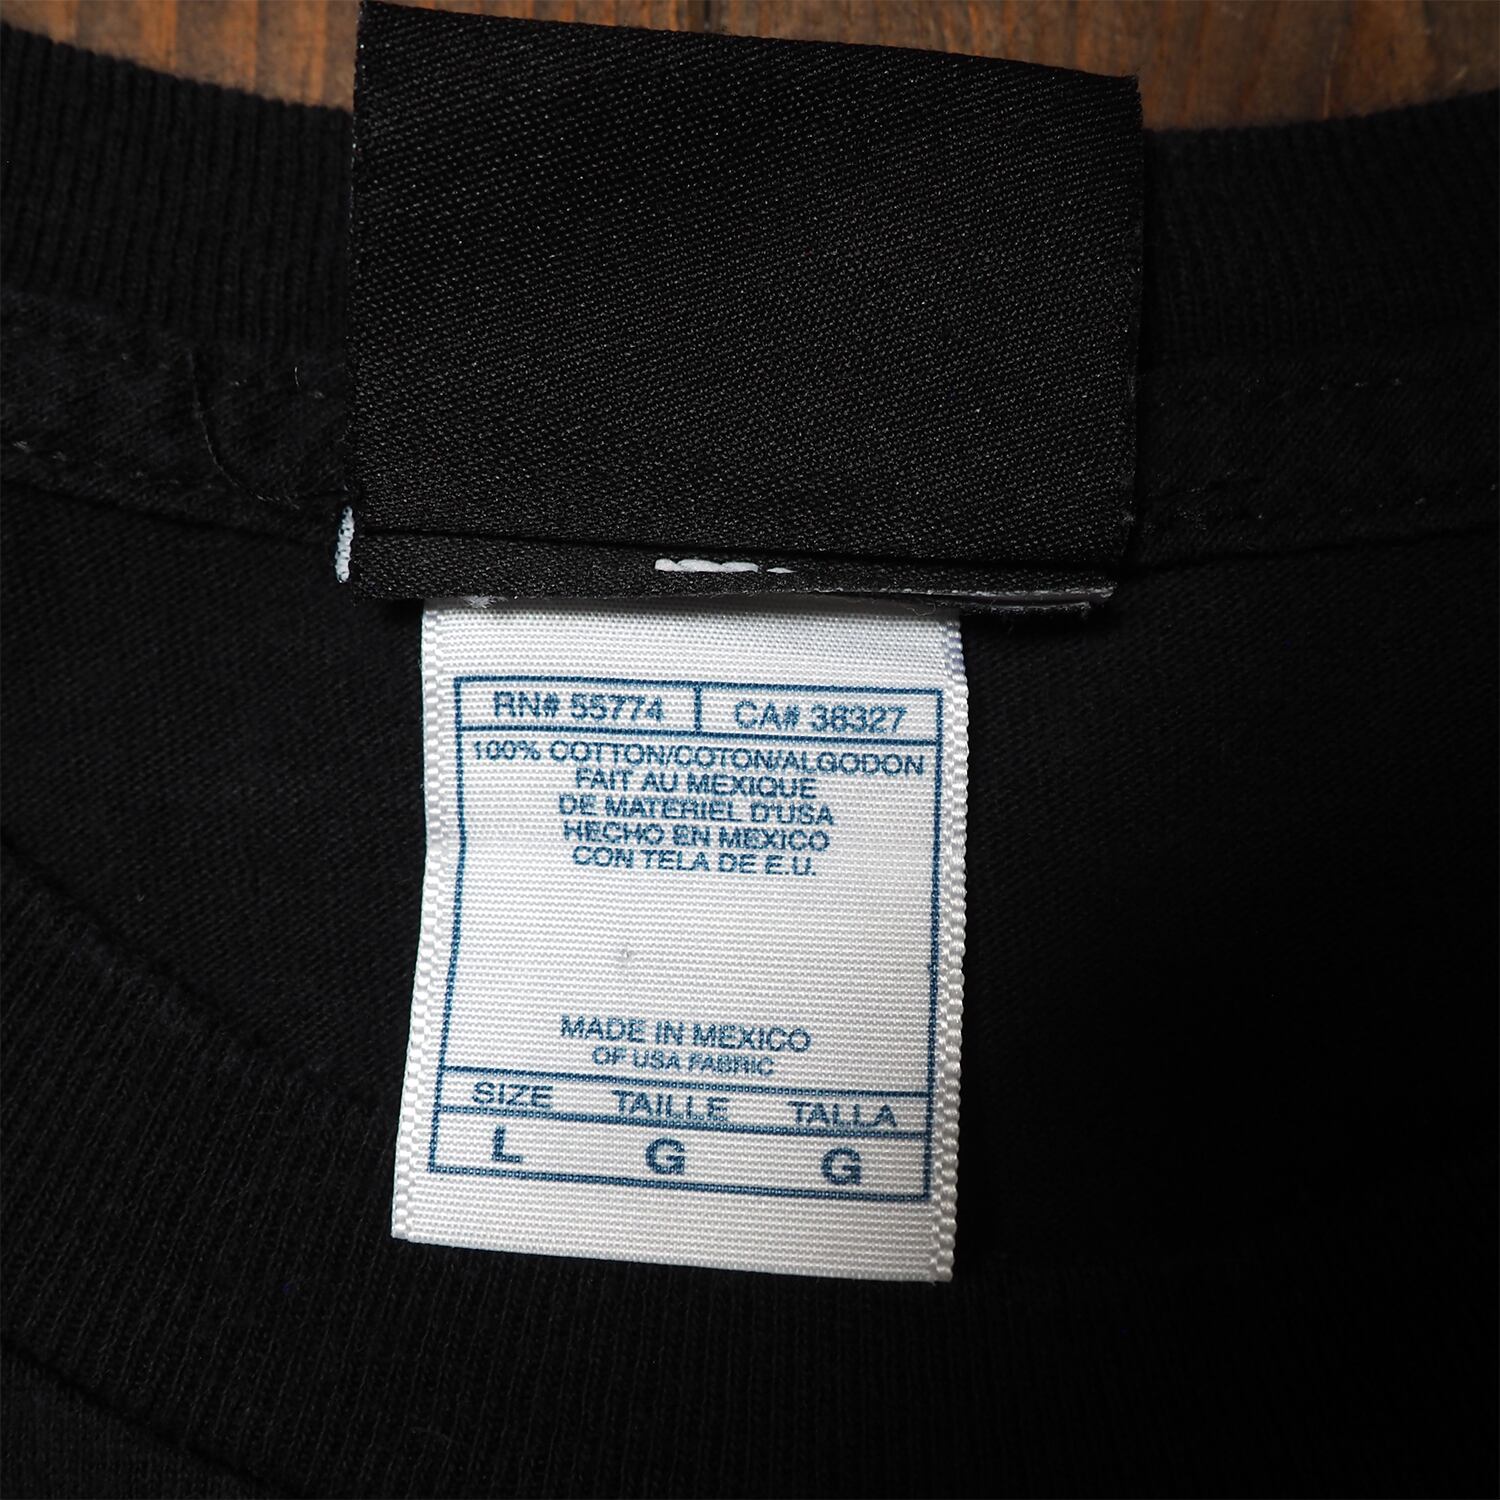 RN# 55774 CA# 36327
100% COTTON/COTON/ALGODON
FAIT AU MEXIQUE
DE MATERIEL D'USA
HECHO EN MEXICO
CON TELA DE E.U.
MADE IN MEXICO
OF USA FABRIC
SIZE TAILLE TALLA
L G G